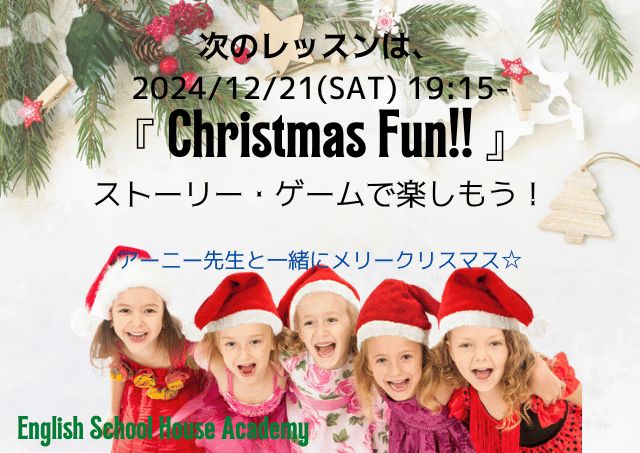 次のレッスンは、
2024/12/21(SAT) 19:15-
『 Christmas Fun!! 』
ストーリー・ゲームで楽しもう！
アーニー先生と一緒にメリークリスマス☆
English School House Academy